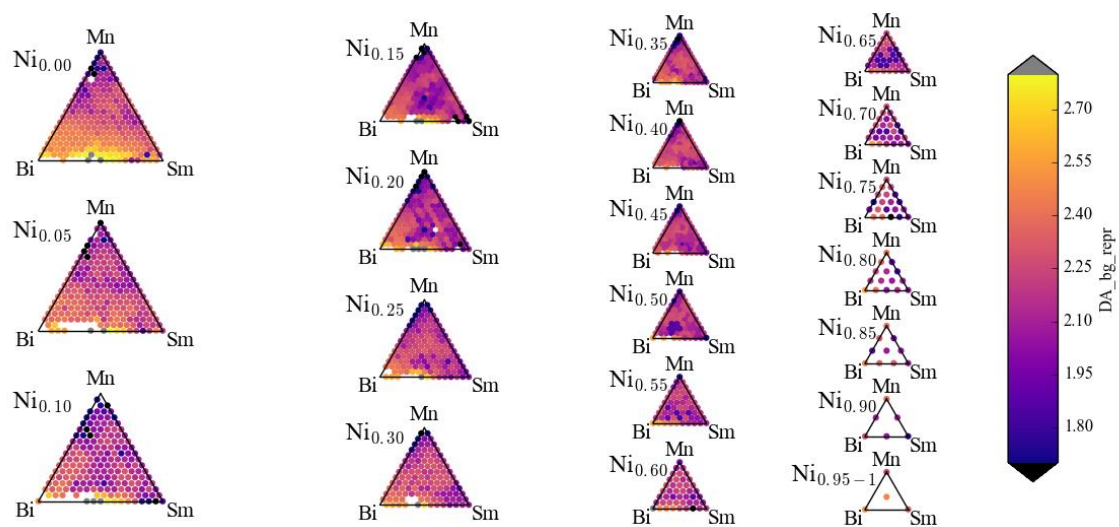 Mn
Ni0.00
Bi
Sm
Mn
Ni0.05
Bi
Sm
Mn
Ni0.10
Bi
Sm
Mn
Ni0.15
Bi
Sm
Mn
Ni0.20
Bi
Sm
Mn
Ni0.25
Bi
Sm
Mn
Ni0.30
Bi
Sm
Mn
Ni0.35
Bi
Sm
Mn
Ni0.40
Bi
Sm
Mn
Ni0.45
Bi
Sm
Mn
Ni0.50
Bi
Sm
Mn
Ni0.55
Bi
Sm
Mn
Ni0.60
Bi
Sm
Mn
Ni0.65
Bi
Sm
Mn
Ni0.70
Bi
Sm
Mn
Ni0.75
Bi
Sm
Mn
Ni0.80
Bi
Sm
Mn
Ni0.85
Bi
Sm
Mn
Ni0.90
Bi
Sm
Mn
Ni0.95−1
Bi
Sm
2.70
2.55
2.40
2.25
2.10
1.95
1.80
DA_bg_repr